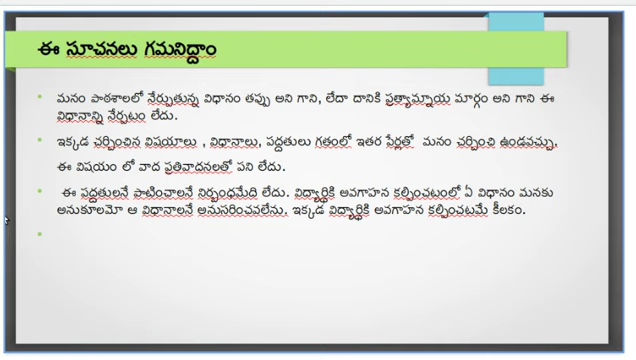 ఈ సూచనలు గమనిద్దాం
మనం పాఠశాలలో నేర్పుతున్న విధానం తప్పు అని గాని, లేదా దానికి ప్రత్యామ్నాయ మార్గం అని గాని ఈ
విధానాన్ని నేర్పటం లేదు.
ఇక్కడ చర్చించిన విషయాలు , విధానాలు, పద్దతులు గతంలో ఇతర పేర్లతో మనం చర్చించి ఉండవచ్చు.
ఈ విషయం లో వాద ప్రతివాదనలతో పని లేదు.
ఈ పద్దతులనే పాటించాలనే నిర్బంధమేది లేదు. విద్యార్థికి అవగాహన కల్పించటంలో ఏ విధానం మనకు
అనుకూలమో ఆ విధానాలనే అనుసరించవలేను. ఇక్కడ విద్యార్థికి అవగాహన కల్పించటమే కీలకం.